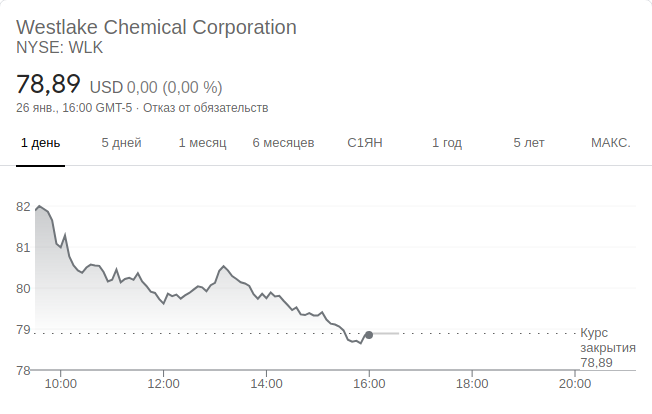 Westlake Chemical Corporation
NYSE: WLK
78,89 USD 0,00 (0,00 %)
26 янв., 16:00 GMT-5 · Отказ от обязательств
1 день 5 дней 1 месяц 6 месяцев С1ЯН 1 год 5 лет МАКС.
82
81
80
79
78
Курс
закрытия
78,89
10:00 12:00 14:00 16:00 18:00 20:00